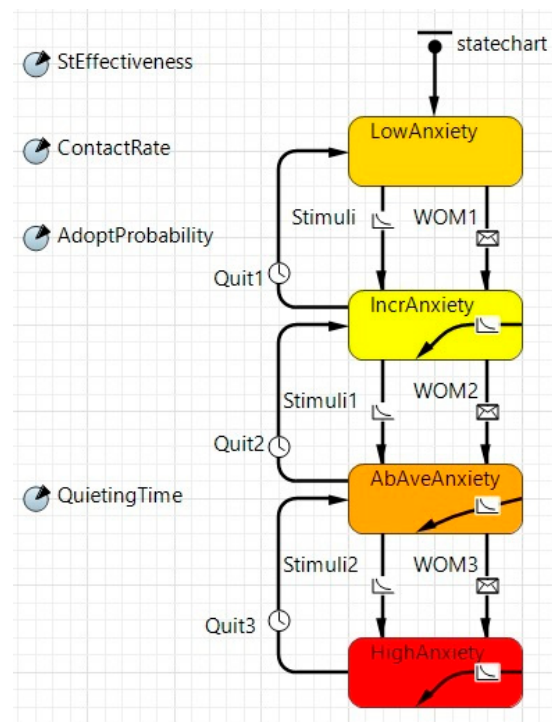 statechart
StEffectiveness
LowAnxiety
ContactRate
Stimuli
WOM1
AdoptProbability
Quit1
IncrAnxiety
Stimuli1
WOM2
Quit2
AbAveAnxiety
QuietingTime
Stimuli2
WOM3
Quit3
HighAnxiety